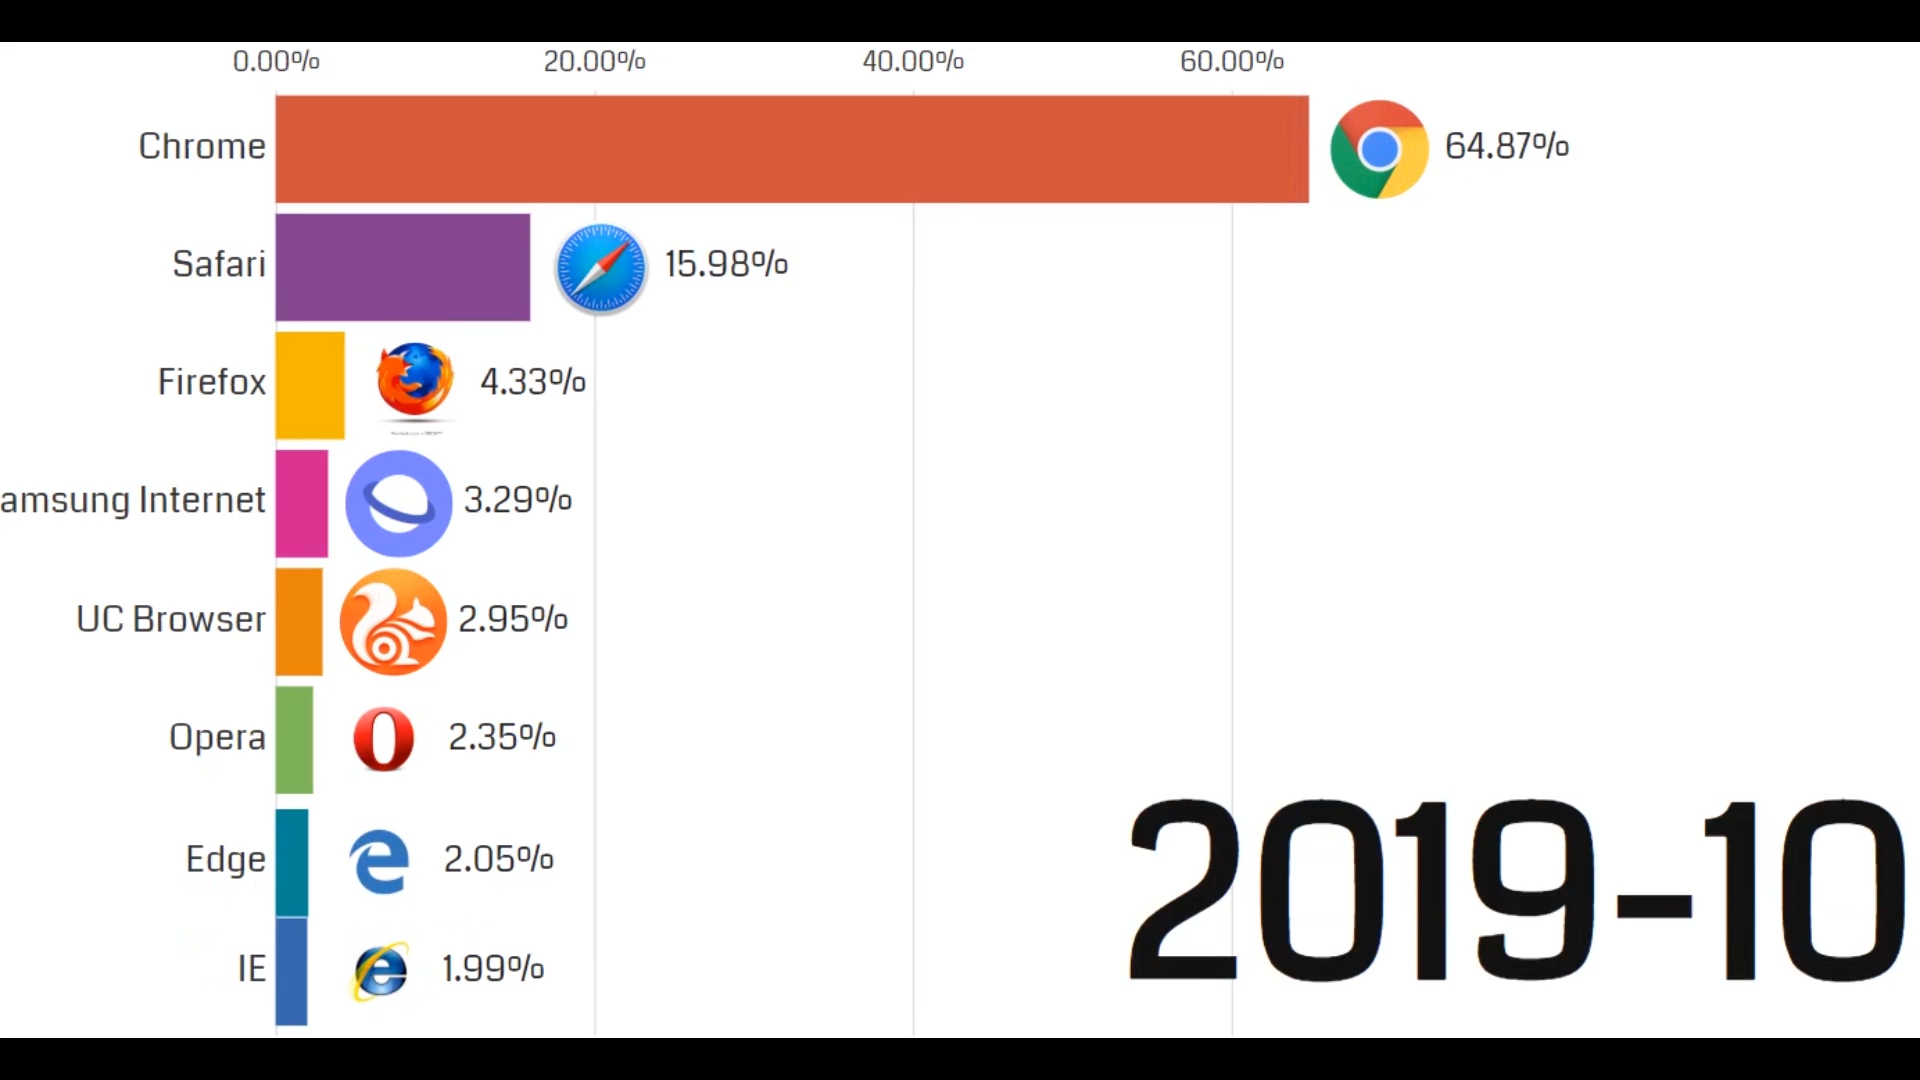 0.00% 20.00% 40.00% 60.00%
Chrome 64.87%
Safari 15.98%
Firefox 4.33%
amsung Internet 3.29%
UC Browser 2.95%
Opera 2.35%
Edge 2.05%
IE 1.99%
2019-10